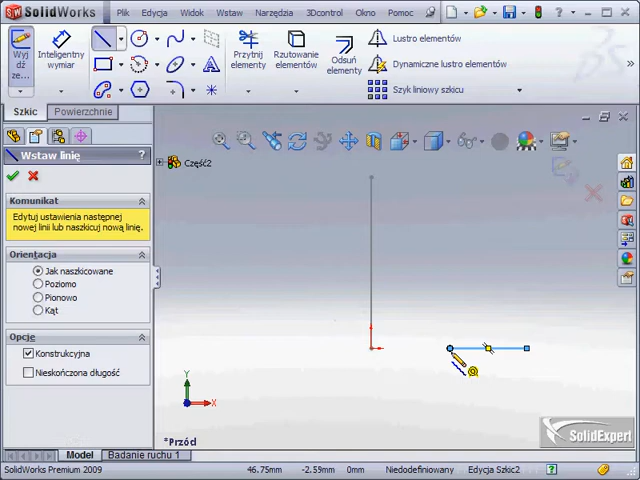 SolidWorks
Plik Edycja Widok Wstaw Narzędzia 3Dcontrol Okno Pomoc
Wyj
dź
ze...
Inteligentny
wymiar
Przytnij
elementy
Rzutowanie
elementów
Odsuń
elementy
Lustro elementów
Dynamiczne lustro elementów
Szyk liniowy szkicu
Szkic Powierzchnie
Wstaw linię ?
Część2
Komunikat
Edytuj ustawienia następnej
nowej linii lub naszkicuj nową linię.
Orientacja
Jak naszkicowane
Poziomo
Pionowo
Kąt
Opcje
Konstrukcyjna
Nieskończona długość
Y
X
*Przód
SolidExpert
Model Badanie ruchu 1
SolidWorks Premium 2009 46.75mm -2.59mm 0mm Niedodefiniowany Edycja Szkic2 ?